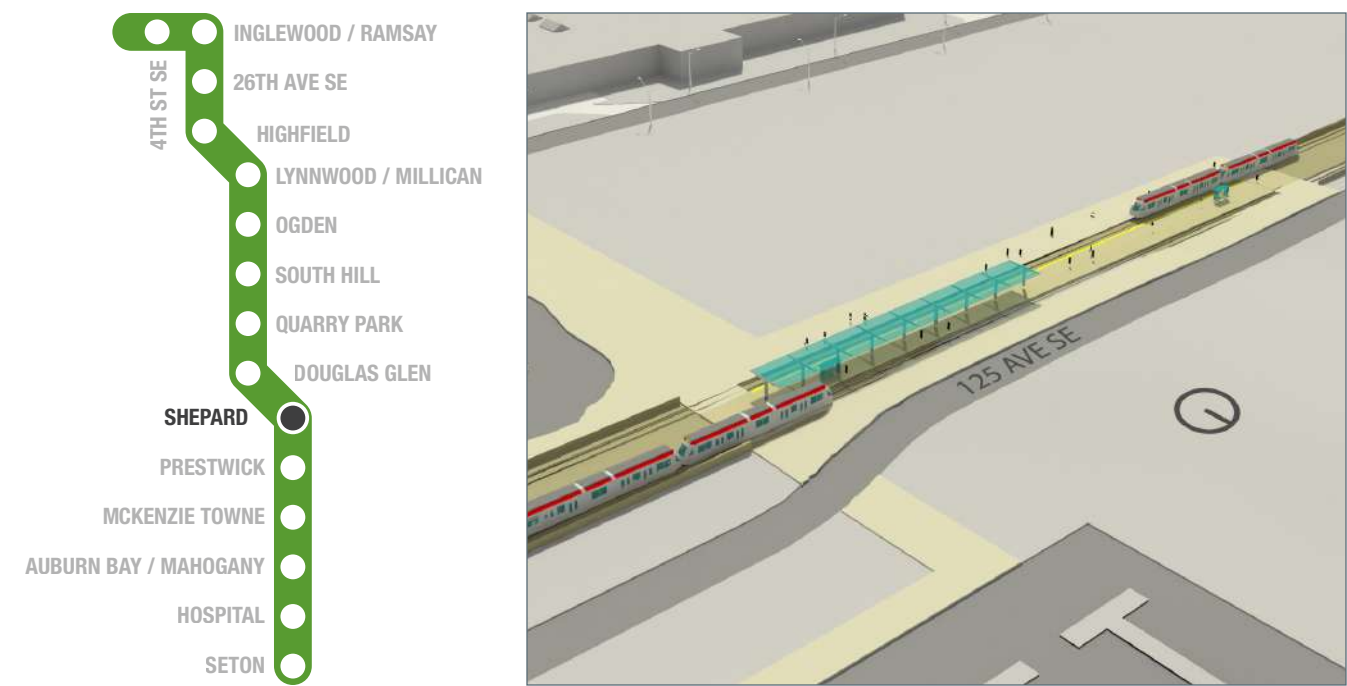 INGLEWOOD / RAMSAY
4TH ST SE
26TH AVE SE
HIGHFIELD
LYNNWOOD / MILLICAN
OGDEN
SOUTH HILL
QUARRY PARK
DOUGLAS GLEN
SHEPARD
PRESTWICK
MCKENZIE TOWNE
AUBURN BAY / MAHOGANY
HOSPITAL
SETON
125 AVE SE